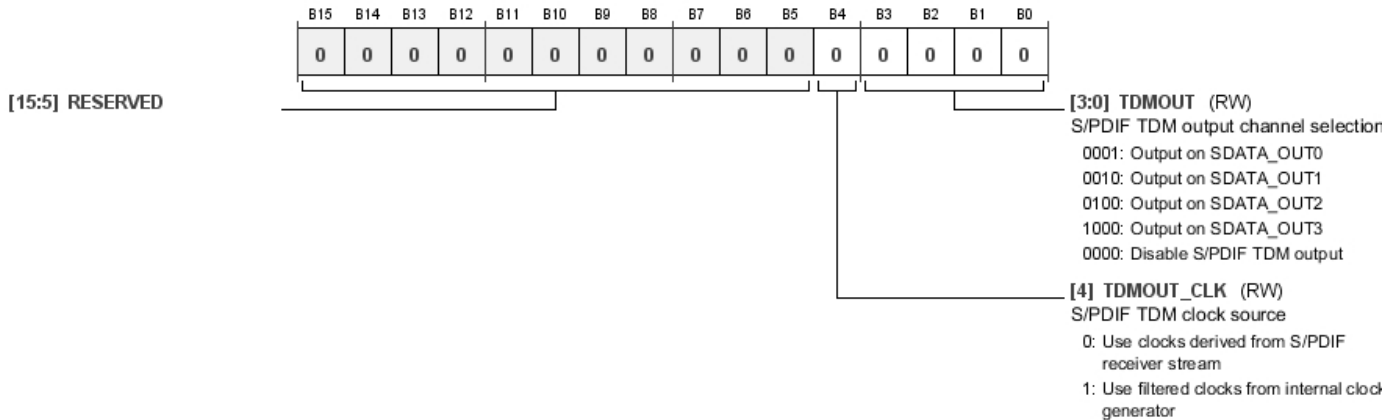 B15 B14 B13 B12 B11 B10 B9 B8 B7 B6 B5 B4 B3 B2 B1 B0
0 0 0 0 0 0 0 0 0 0 0 0 0 0 0 0
[15:5] RESERVED
[3:0] TDMOUT (RW)
S/PDIF TDM output channel selection
0001: Output on SDATA_OUT0
0010: Output on SDATA_OUT1
0100: Output on SDATA_OUT2
1000: Output on SDATA_OUT3
0000: Disable S/PDIF TDM output
[4] TDMOUT_CLK (RW)
S/PDIF TDM clock source
0: Use clocks derived from S/PDIF
receiver stream
1: Use filtered clocks from internal clock
generator